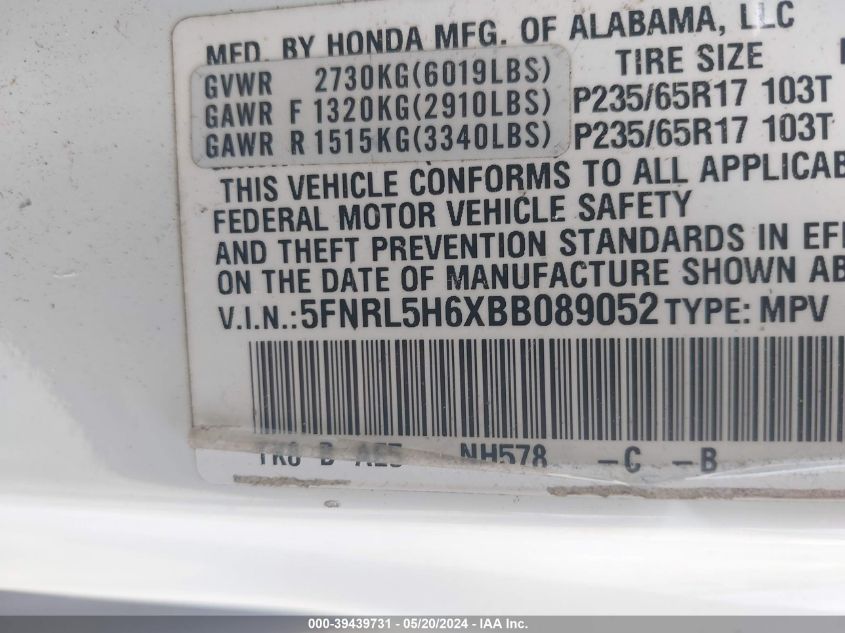 MFD. BY HONDA MFG. OF ALABAMA, LLC
GVWR 2730KG(6019LBS) TIRE SIZE
GAWR F 1320KG(2910LBS) P235/65R17 103T
GAWR R 1515KG(3340LBS) P235/65R17 103T
THIS VEHICLE CONFORMS TO ALL APPLICAB
FEDERAL MOTOR VEHICLE SAFETY
AND THEFT PREVENTION STANDARDS IN EFF
ON THE DATE OF MANUFACTURE SHOWN AB
V.I.N.: 5FNRL5H6XBB089052 TYPE: MPV
NH578 -C -B
000-39439731 - 05/20/2024 - IAA Inc.